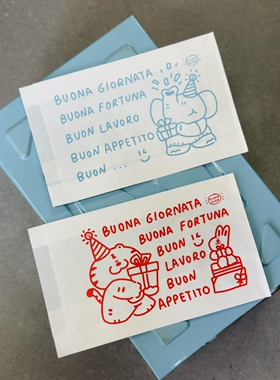 BUONA GIORNATA
BUONA FORTUNA
BUON LAVORO
BUON APPETITO
BUON ...
BUONA GIORNATA
BUONA FORTUNA
BUON
LAVORO
BUON
APPETITO